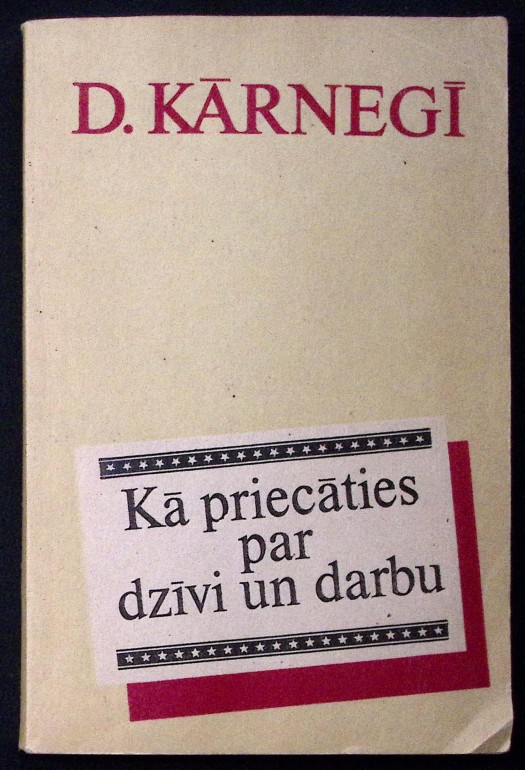 D. KĀRNEGĪ
Kā priecāties
par
dzīvi un darbu